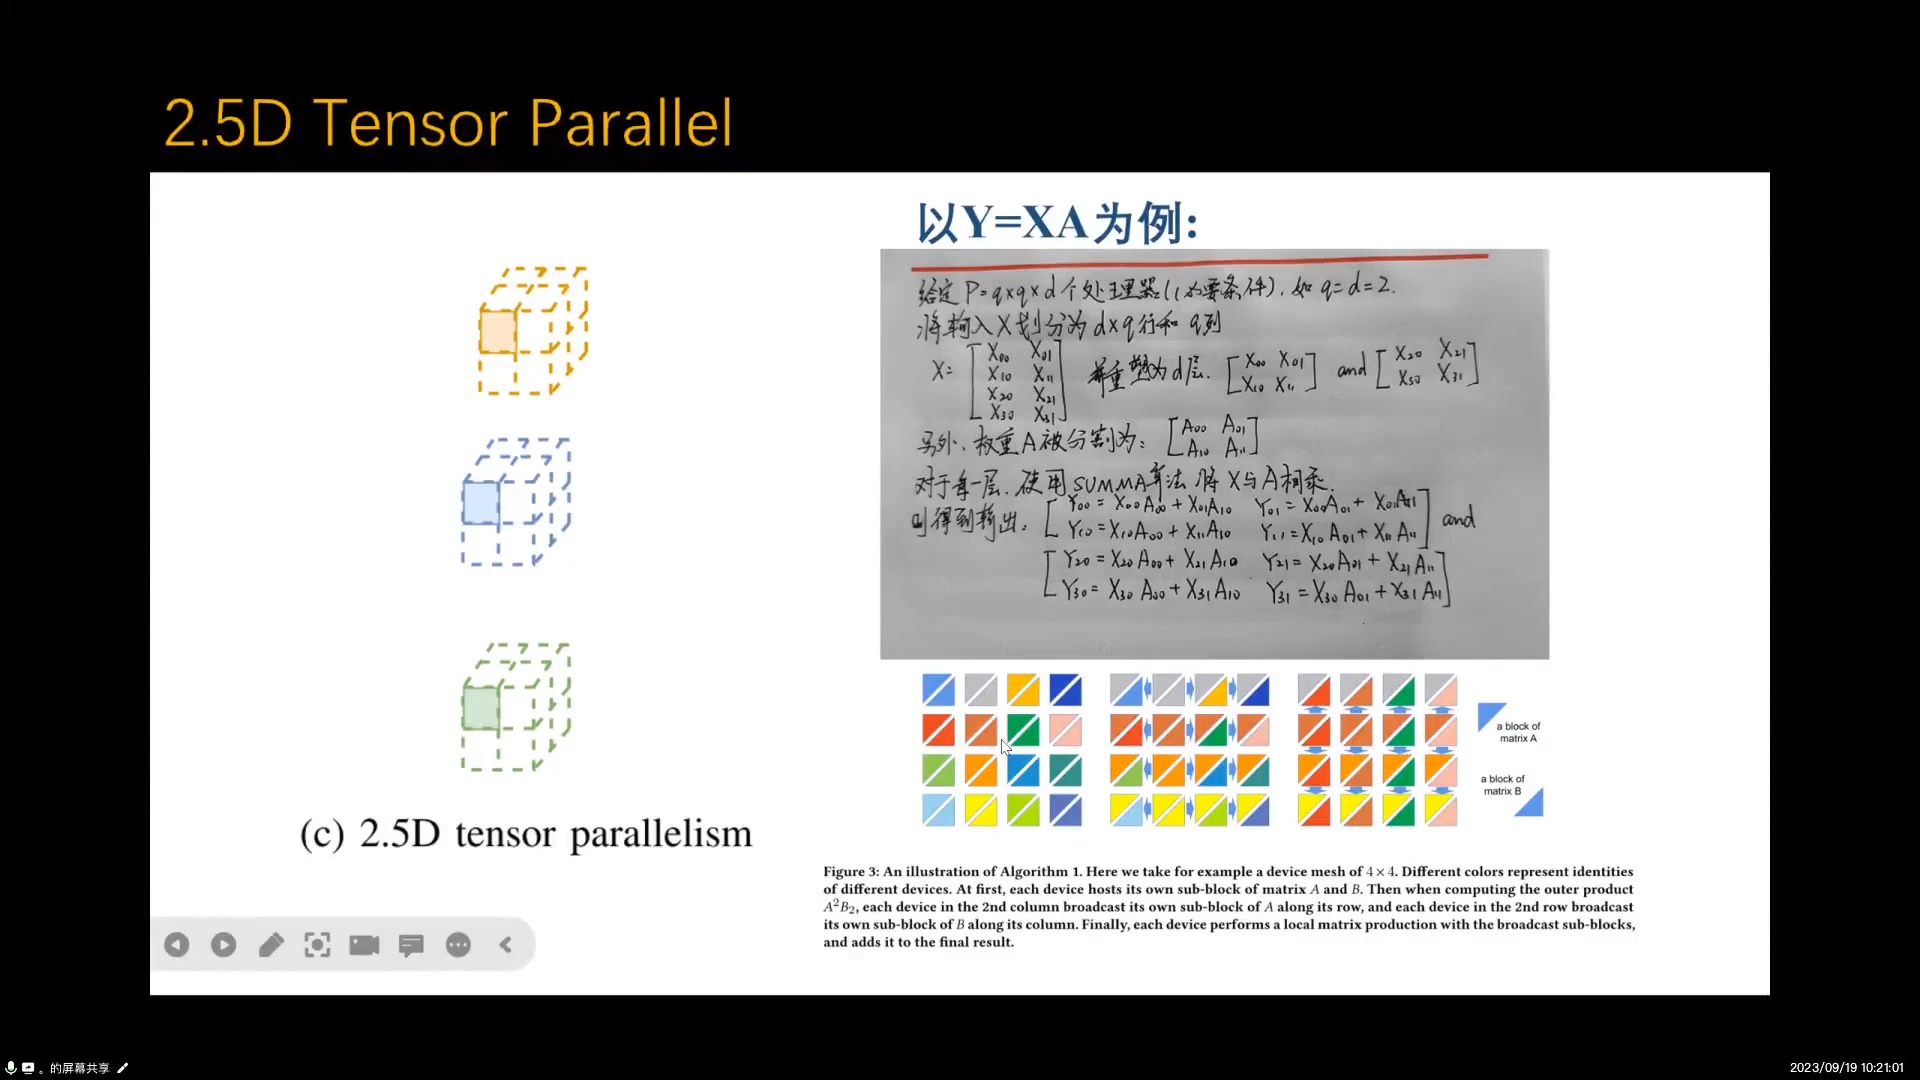 2.5D Tensor Parallel
以Y=XA为例:
给定 P=q×q×d 个处理器(必要条件), 如 q=d=2.
将输入X划分为d×q行和 q列
X= [X00 X01
X10 X11
X20 X21
X30 X31] 并重塑为d层. [X00 X01
X10 X11] and [X20 X21
X30 X31]
另外, 权重A被分割为: [A00 A01
A10 A11]
对于每一层, 使用SUMMA算法将X与A相乘.
则得到输出: [Y00 = X00A00 + X01A10 Y01 = X00A01 + X01A11
Y10 = X10A00 + X11A10 Y11 = X10A01 + X11A11] and
[Y20 = X20A00 + X21A10 Y21 = X20A01 + X21A11
Y30 = X30A00 + X31A10 Y31 = X30A01 + X31A11]
a block of
matrix A
a block of
matrix B
(c) 2.5D tensor parallelism
Figure 3: An illustration of Algorithm 1. Here we take for example a device mesh of 4×4. Different colors represent identities
of different devices. At first, each device hosts its own sub-block of matrix A and B. Then when computing the outer product
A²B₂, each device in the 2nd column broadcast its own sub-block of A along its row, and each device in the 2nd row broadcast
its own sub-block of B along its column. Finally, each device performs a local matrix production with the broadcast sub-blocks,
and adds it to the final result.
。的屏幕共享
2023/09/19 10:21:01